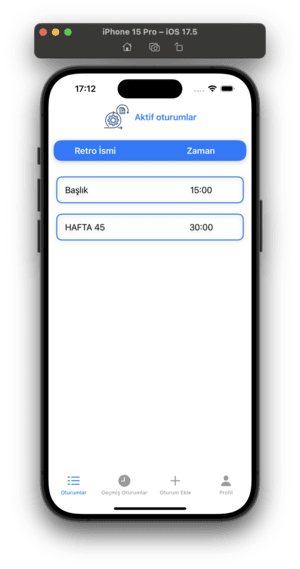 iPhone 15 Pro – iOS 17.5
17:12
Aktif oturumlar
Retro İsmi Zaman
Başlık 15:00
HAFTA 45 30:00
Oturumlar Geçmiş Oturumlar Oturum Ekle Profil